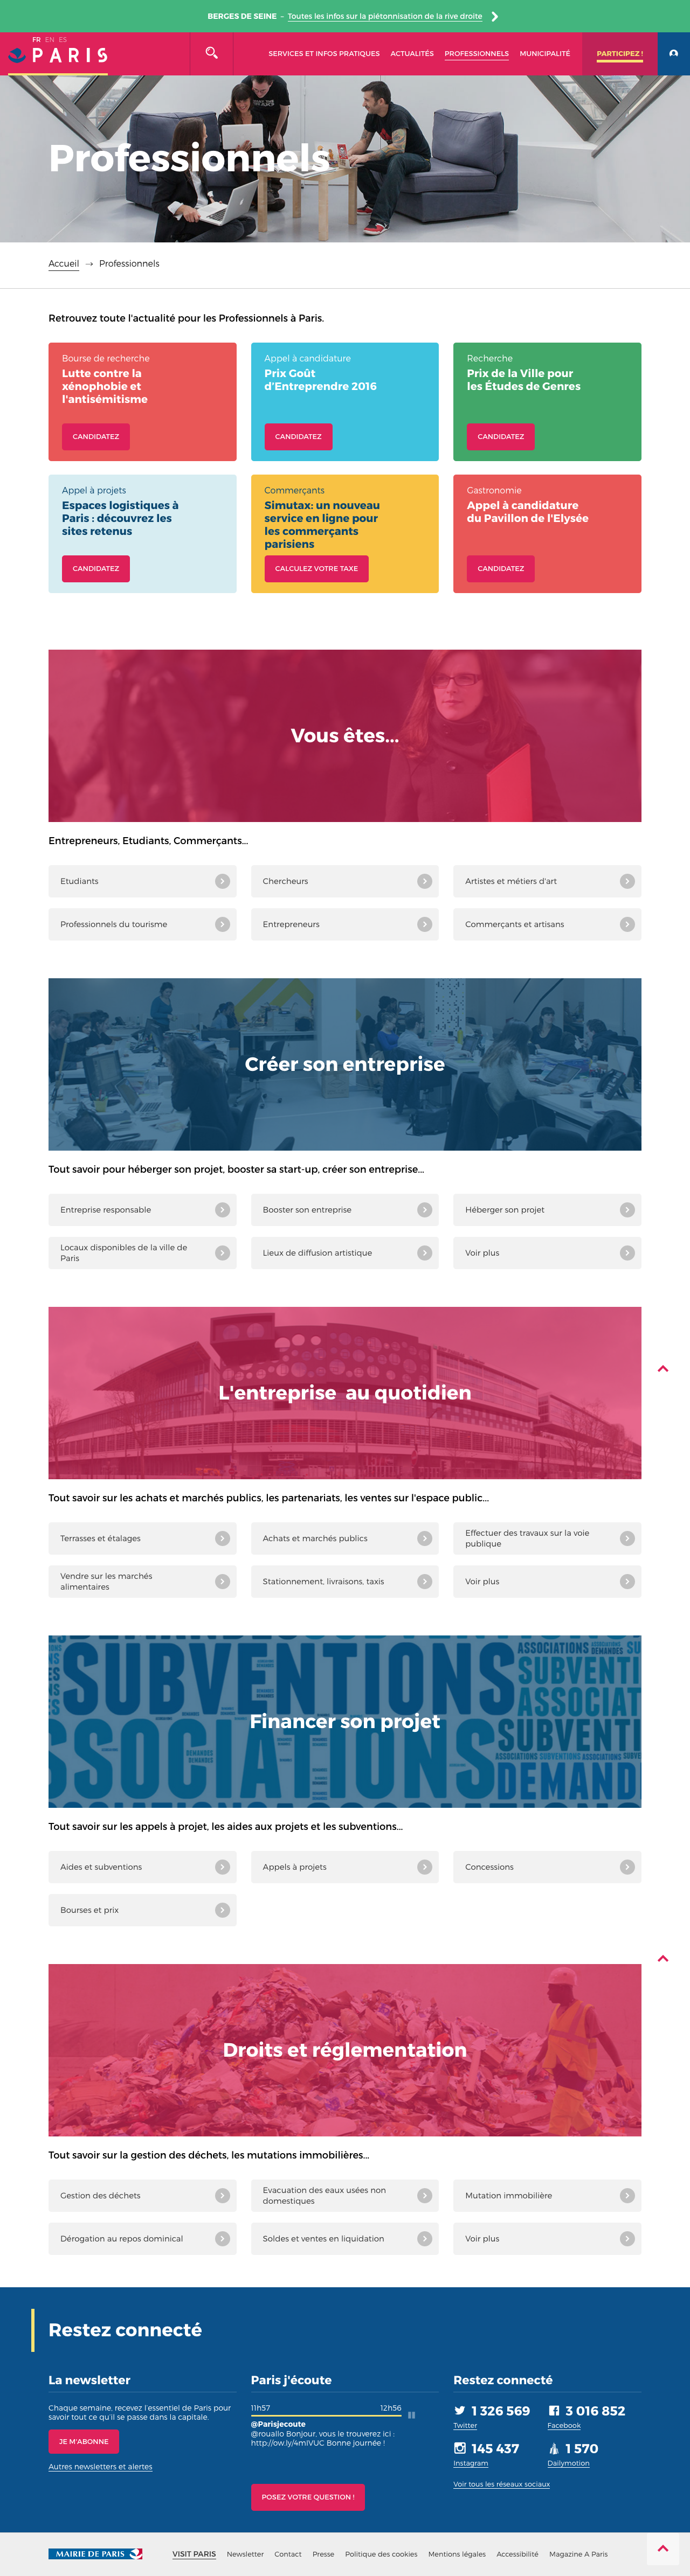 BERGES DE SEINE - Toutes les infos sur la piétonnisation de la rive droite
FR EN ES
PARIS
SERVICES ET INFOS PRATIQUES ACTUALITÉS PROFESSIONNELS MUNICIPALITÉ PARTICIPEZ !
Professionnels
Accueil → Professionnels
Retrouvez toute l'actualité pour les Professionnels à Paris.
Bourse de recherche
Lutte contre la
xénophobie et
l'antisémitisme
CANDIDATEZ
Appel à candidature
Prix Goût
d'Entreprendre 2016
CANDIDATEZ
Recherche
Prix de la Ville pour
les Études de Genres
CANDIDATEZ
Appel à projets
Espaces logistiques à
Paris : découvrez les
sites retenus
CANDIDATEZ
Commerçants
Simutax: un nouveau
service en ligne pour
les commerçants
parisiens
CALCULEZ VOTRE TAXE
Gastronomie
Appel à candidature
du Pavillon de l'Elysée
CANDIDATEZ
Vous êtes...
Entrepreneurs, Etudiants, Commerçants...
Etudiants
Chercheurs
Artistes et métiers d'art
Professionnels du tourisme
Entrepreneurs
Commerçants et artisans
Créer son entreprise
Tout savoir pour héberger son projet, booster sa start-up, créer son entreprise...
Entreprise responsable
Booster son entreprise
Héberger son projet
Locaux disponibles de la ville de
Paris
Lieux de diffusion artistique
Voir plus
L'entreprise au quotidien
Tout savoir sur les achats et marchés publics, les partenariats, les ventes sur l'espace public...
Terrasses et étalages
Achats et marchés publics
Effectuer des travaux sur la voie
publique
Vendre sur les marchés
alimentaires
Stationnement, livraisons, taxis
Voir plus
SUBVENTIONS
ASSOCIATIONS
DEMANDES
SUBVENTIONS
ASSOCIATIONS
DEMANDES
Financer son projet
Tout savoir sur les appels à projet, les aides aux projets et les subventions...
Aides et subventions
Appels à projets
Concessions
Bourses et prix
Droits et réglementation
Tout savoir sur la gestion des déchets, les mutations immobilières...
Gestion des déchets
Evacuation des eaux usées non
domestiques
Mutation immobilière
Dérogation au repos dominical
Soldes et ventes en liquidation
Voir plus
Restez connecté
La newsletter
Chaque semaine, recevez l'essentiel de Paris pour
savoir tout ce qu'il se passe dans la capitale.
JE M'ABONNE
Autres newsletters et alertes
Paris j'écoute
11h57 12h56
@Parisjecoute
@rouallo Bonjour, vous le trouverez ici :
http://ow.ly/4mIVUC Bonne journée !
POSEZ VOTRE QUESTION !
Restez connecté
1 326 569
Twitter
3 016 852
Facebook
145 437
Instagram
1 570
Dailymotion
Voir tous les réseaux sociaux
MAIRIE DE PARIS
VISIT PARIS Newsletter Contact Presse Politique des cookies Mentions légales Accessibilité Magazine A Paris